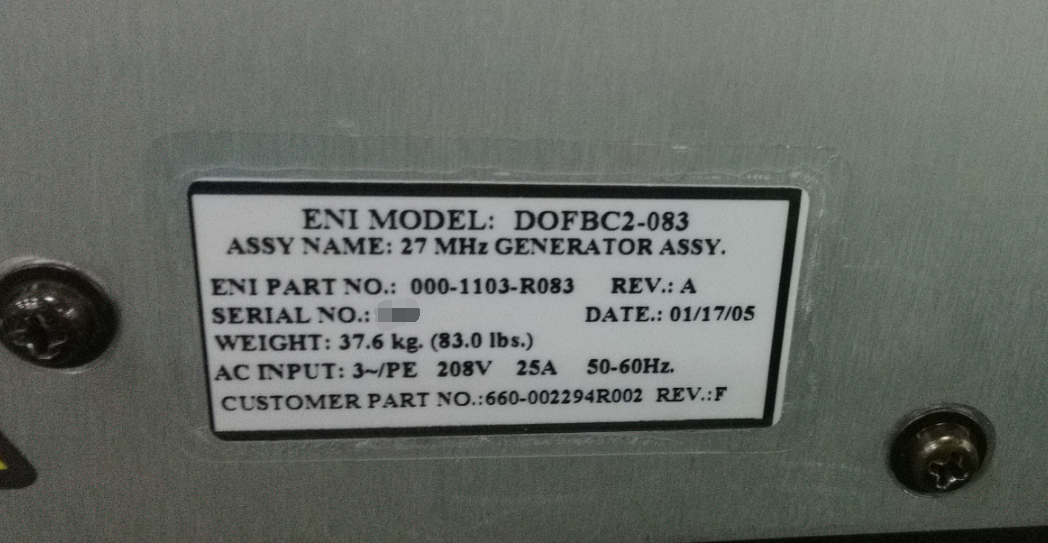 ENI MODEL: DOFBC2-083
ASSY NAME: 27 MHz GENERATOR ASSY.
ENI PART NO.: 000-1103-R083 REV.: A
SERIAL NO.: DATE.: 01/17/05
WEIGHT: 37.6 kg. (83.0 lbs.)
AC INPUT: 3~/PE 208V 25A 50-60Hz.
CUSTOMER PART NO.:660-002294R002 REV.:F